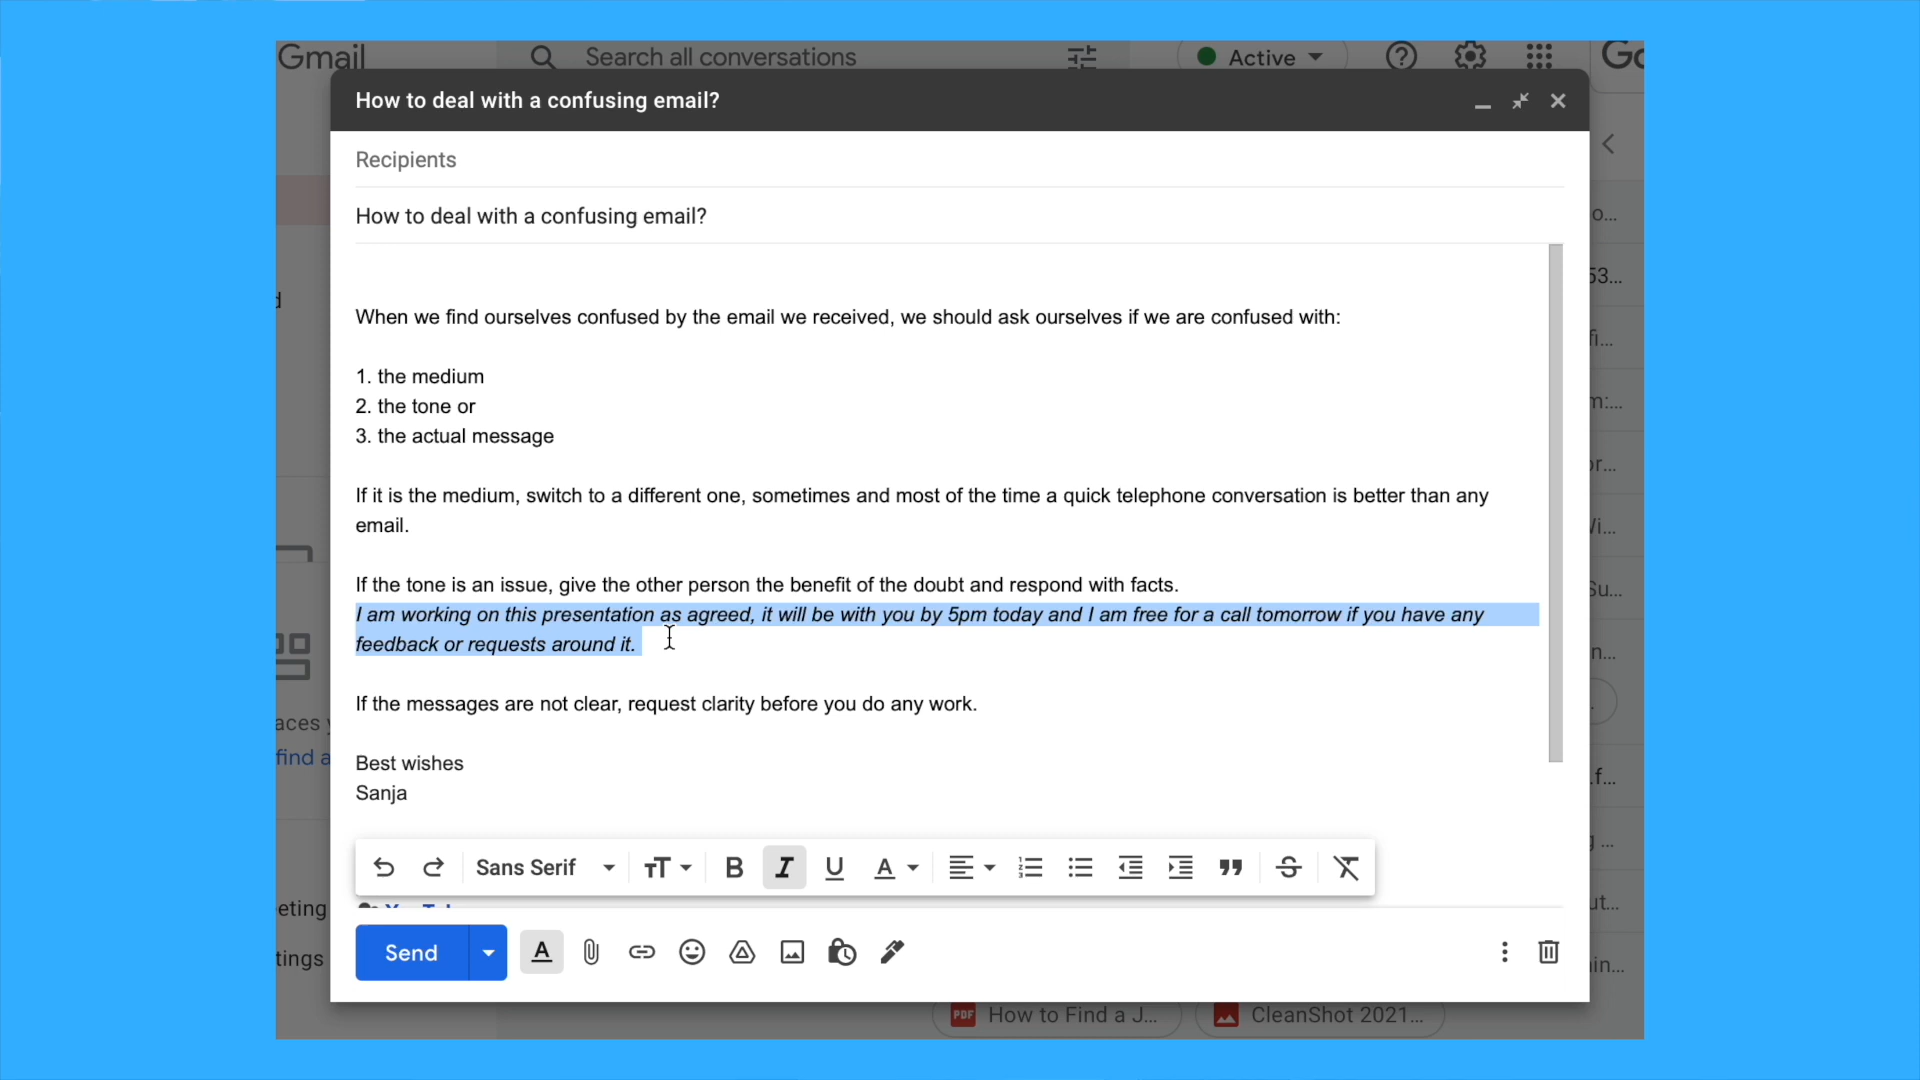 Gmail
Search all conversations
Active
How to deal with a confusing email?
Recipients
How to deal with a confusing email?
When we find ourselves confused by the email we received, we should ask ourselves if we are confused with:
1. the medium
2. the tone or
3. the actual message
If it is the medium, switch to a different one, sometimes and most of the time a quick telephone conversation is better than any
email.
If the tone is an issue, give the other person the benefit of the doubt and respond with facts.
I am working on this presentation as agreed, it will be with you by 5pm today and I am free for a call tomorrow if you have any
feedback or requests around it.
If the messages are not clear, request clarity before you do any work.
find a
Best wishes
Sanja
Sans Serif
Send
PDF How to Find a J... CleanShot 2021...